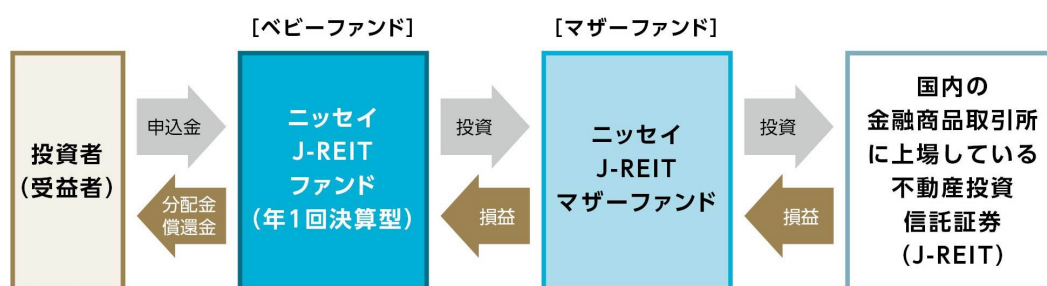 [ベビーファンド]
[マザーファンド]
投資者
(受益者)
申込金
分配金
償還金
ニッセイ
J-REIT
ファンド
(年1回決算型)
投資
損益
ニッセイ
J-REIT
マザーファンド
投資
損益
国内の
金融商品取引所
に上場している
不動産投資
信託証券
(J-REIT)